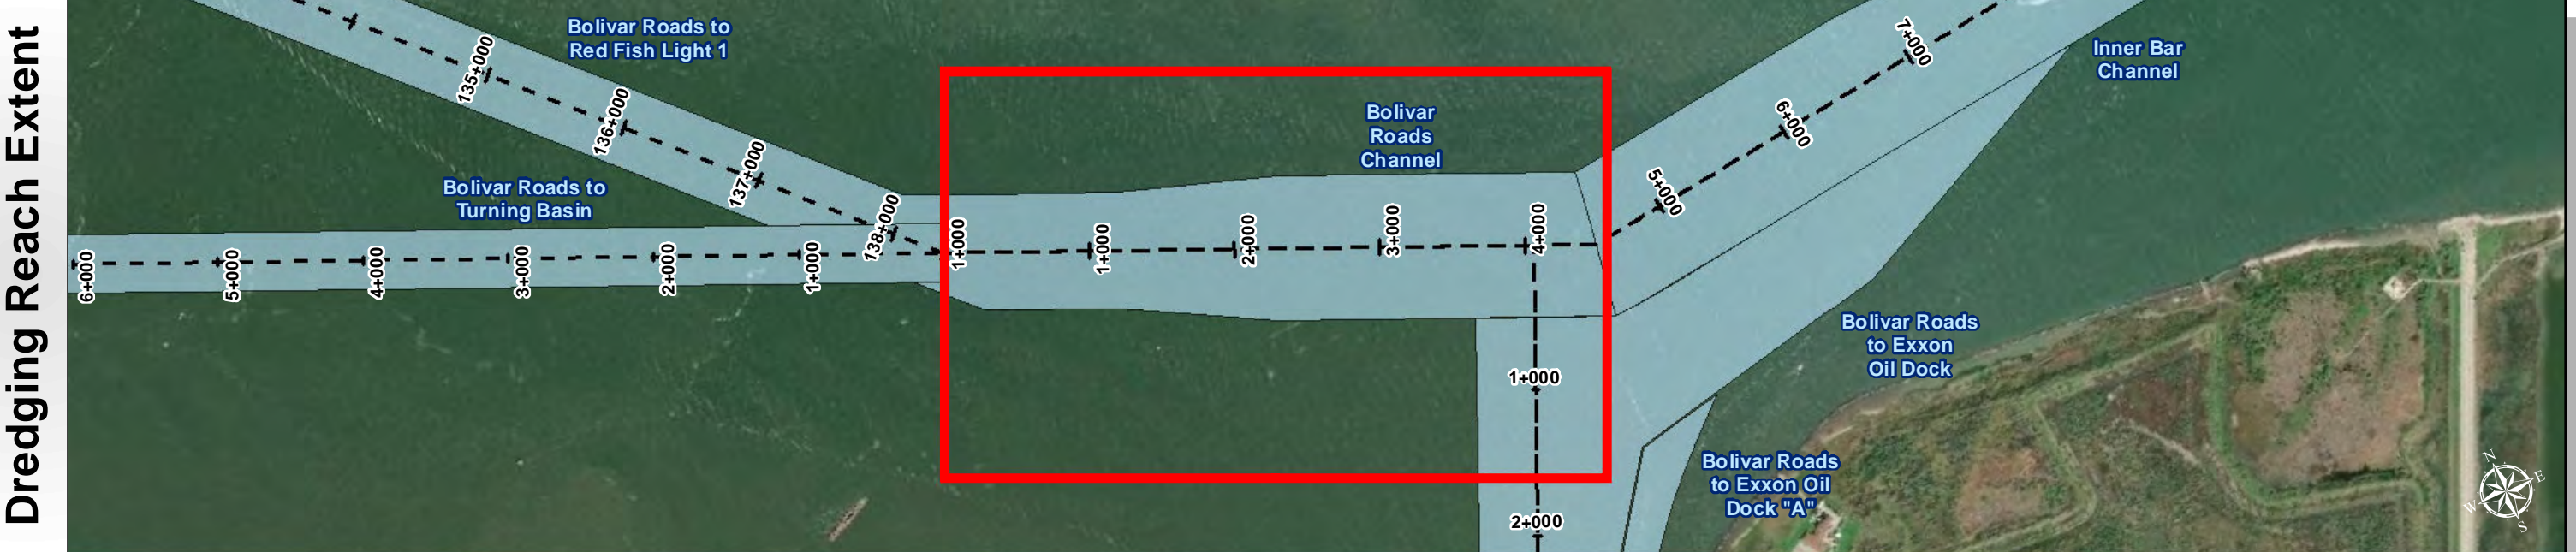 Dredging Reach Extent
Bolivar Roads to
Red Fish Light 1
Bolivar Roads to
Turning Basin
Bolivar
Roads
Channel
Inner Bar
Channel
Bolivar Roads
to Exxon
Oil Dock
Bolivar Roads
to Exxon Oil
Dock "A"
135+000
136+000
137+000
138+000
6+000
5+000
4+000
3+000
2+000
1+000
1+000
1+000
2+000
3+000
4+000
5+000
6+000
7+000
1+000
2+000
N
E
S
W